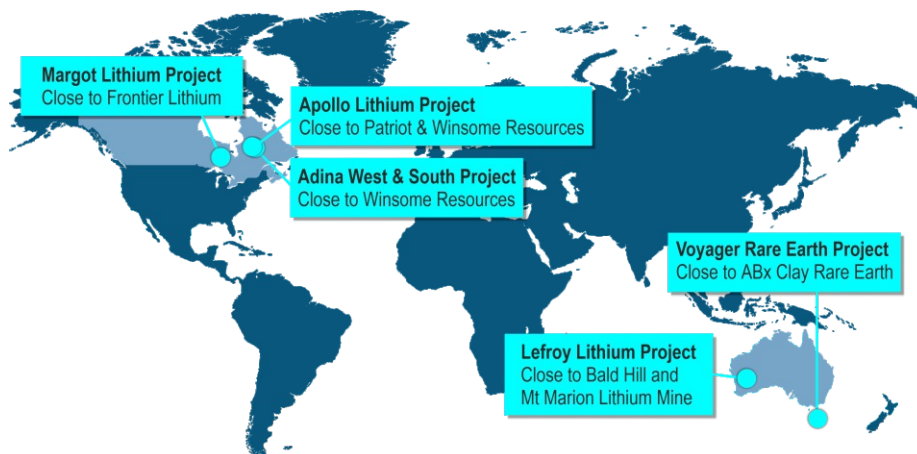 Margot Lithium Project
Close to Frontier Lithium
Apollo Lithium Project
Close to Patriot & Winsome Resources
Adina West & South Project
Close to Winsome Resources
Voyager Rare Earth Project
Close to ABx Clay Rare Earth
Lefroy Lithium Project
Close to Bald Hill and
Mt Marion Lithium Mine